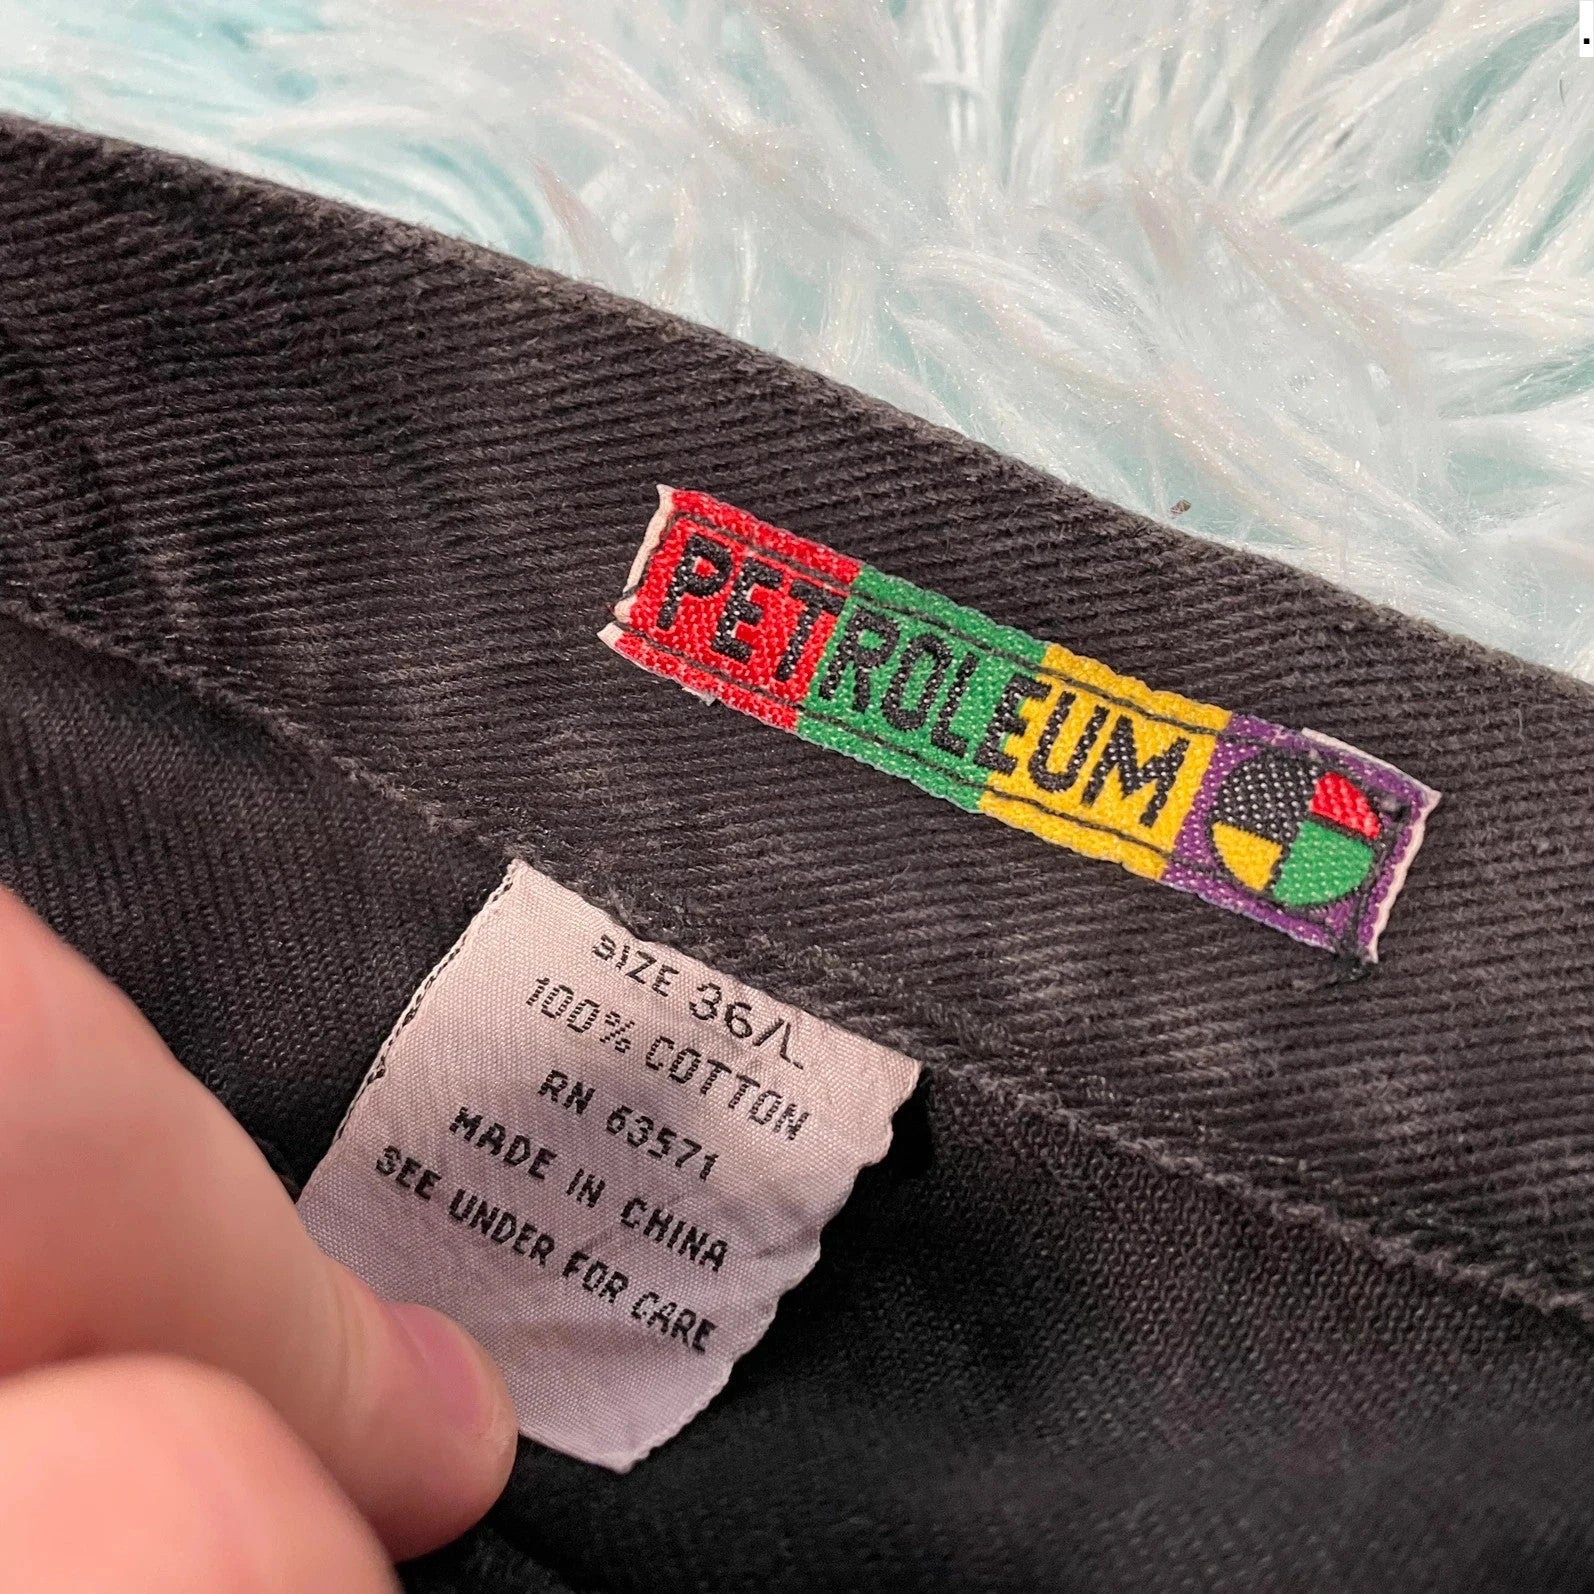 PETROLEUM
SIZE 36/L
100% COTTON
RN 63571
MADE IN CHINA
SEE UNDER FOR CARE